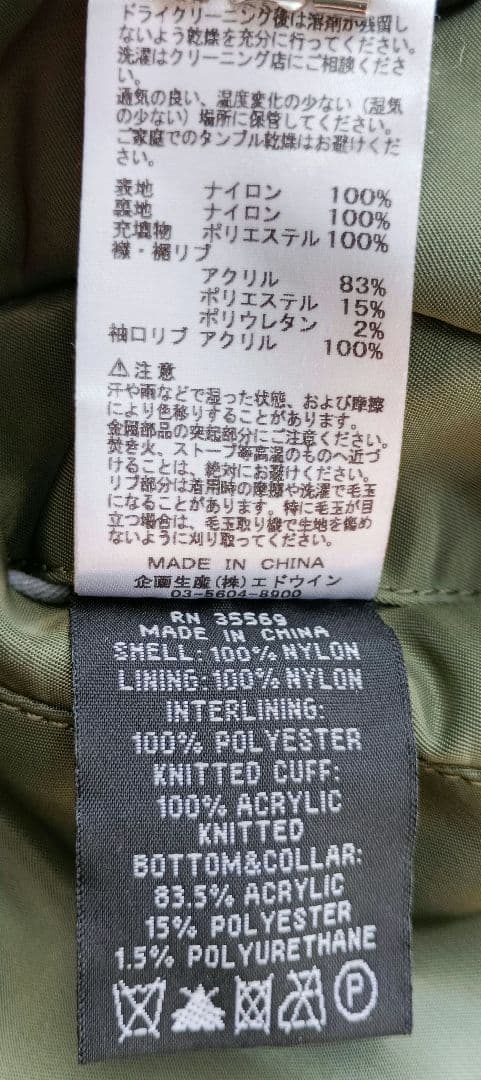 ドライクリーニング後は溶剤が残留し
ないよう乾燥を充分に行ってください。
洗濯はクリーニング店にご相談くださ
い。
通気の良い、温度変化の少ない（湿気
の少ない）場所に保管してください。
ご家庭でのタンブル乾燥はお避けくだ
さい。
表地 ナイロン 100%
裏地 ナイロン 100%
充填物 ポリエステル 100%
襟・裾リブ
アクリル 83%
ポリエステル 15%
ポリウレタン 2%
袖口リブ アクリル 100%
⚠注意
汗や雨などで湿った状態、および摩擦
により色移りすることがあります。
金属部品の突起部分にご注意ください。
焚き火、ストーブ等高温のものへ近づ
けることは、絶対にお避けください。
リブ部分は着用時の摩擦や洗濯で毛玉
になることがあります。特に毛玉が目
立つ場合は、毛玉取り機で生地を傷め
ないように刈り取ってください。
MADE IN CHINA
企画生産(株)エドウイン
03-5604-8900
RN 35569
MADE IN CHINA
SHELL: 100% NYLON
LINING: 100% NYLON
INTERLINING:
100% POLYESTER
KNITTED CUFF:
100% ACRYLIC
KNITTED
BOTTOM&COLLAR:
83.5% ACRYLIC
15% POLYESTER
1.5% POLYURETHANE
P